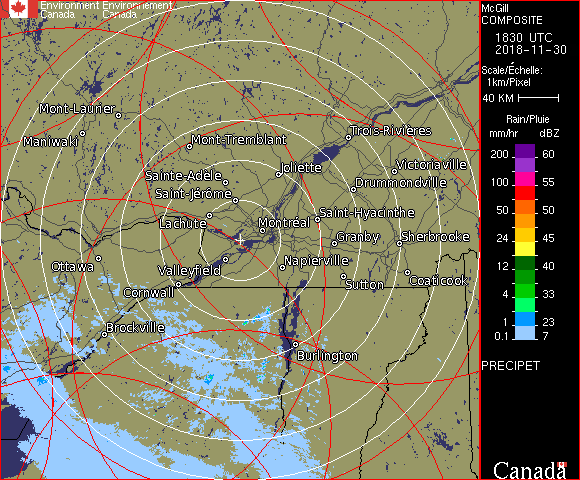 Environment Environnement
Canada Canada
McGill
COMPOSITE
1830 UTC
2018-11-30
Scale/Échelle:
1km/Pixel
40 KM
Rain/Pluie
mm/hr dBZ
200 60
150 57
100 55
50 50
24 45
12 40
4 33
1 23
0.1 7
PRECIPET
Canada
Mont-Laurier
Maniwaki
Mont-Tremblant
Trois-Rivières
Joliette
Victoriaville
Sainte-Adèle
Drummondville
Saint-Jérôme
Saint-Hyacinthe
Lachute
Montréal
Granby
Sherbrooke
Ottawa
Valleyfield
Napierville
Sutton
Coaticook
Cornwall
Brockville
Burlington